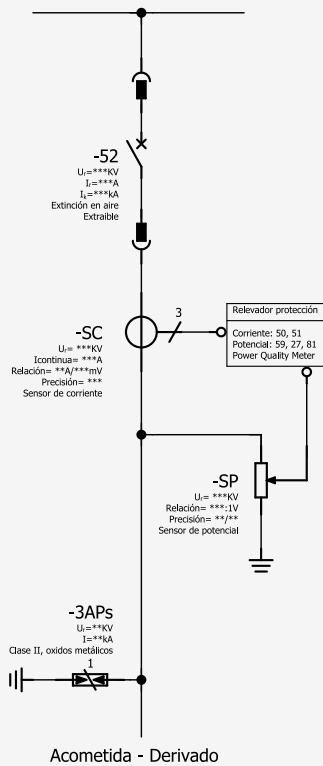 -52
Uᵣ=***KV
Iᵣ=***A
Iₖ=***kA
Extinción en aire
Extraible
3
-SC
Uᵣ= ***KV
Icontinua= ***A
Relación= **A/***mV
Precisión= ***
Sensor de corriente
Relevador protección
Corriente: 50, 51
Potencial: 59, 27, 81
Power Quality Meter
-SP
Uᵣ= ***KV
Relación= ***:1V
Precisión= **/**
Sensor de potencial
-3APs
Uᵣ=**KV
I=**kA
Clase II, oxidos metálicos
1
Acometida - Derivado